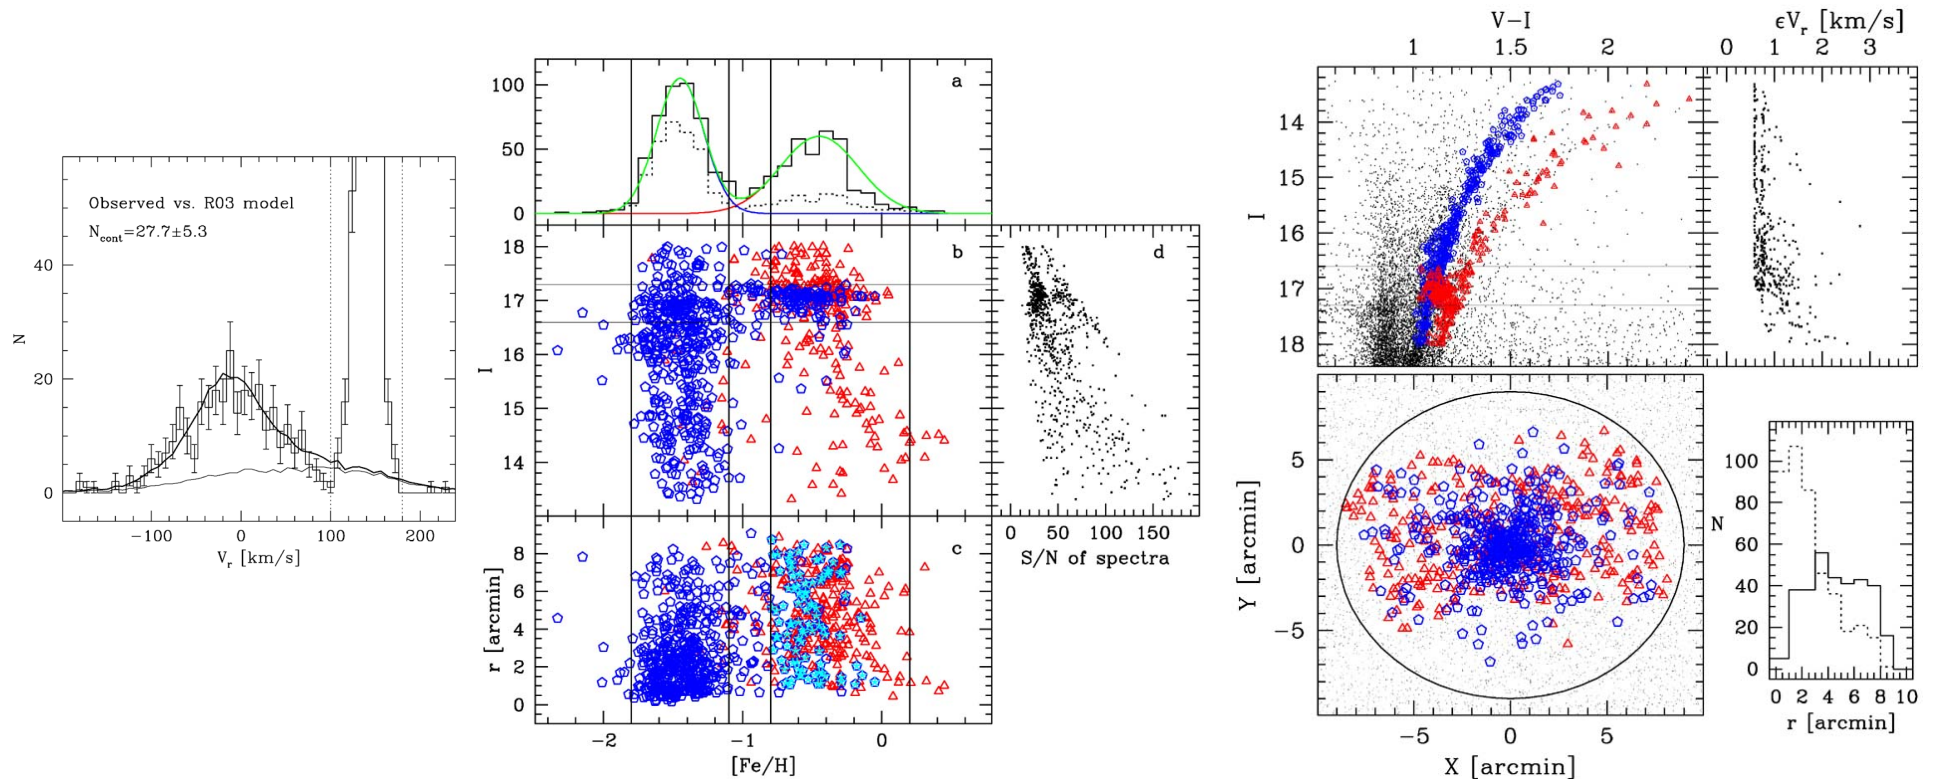 Observed vs. R03 model
N_cont=27.7±5.3
N
40
20
0
−100
0
100
200
V_r [km/s]
100
50
0
a
18
17
16
15
14
I
b
d
0
50
100
150
S/N of spectra
8
6
4
2
0
r [arcmin]
c
−2
−1
0
[Fe/H]
V−I
1
1.5
2
ϵV_r [km/s]
0
1
2
3
14
15
16
17
18
I
5
0
−5
Y [arcmin]
−5
0
5
X [arcmin]
100
80
60
40
20
0
N
0 2 4 6 8 10
r [arcmin]